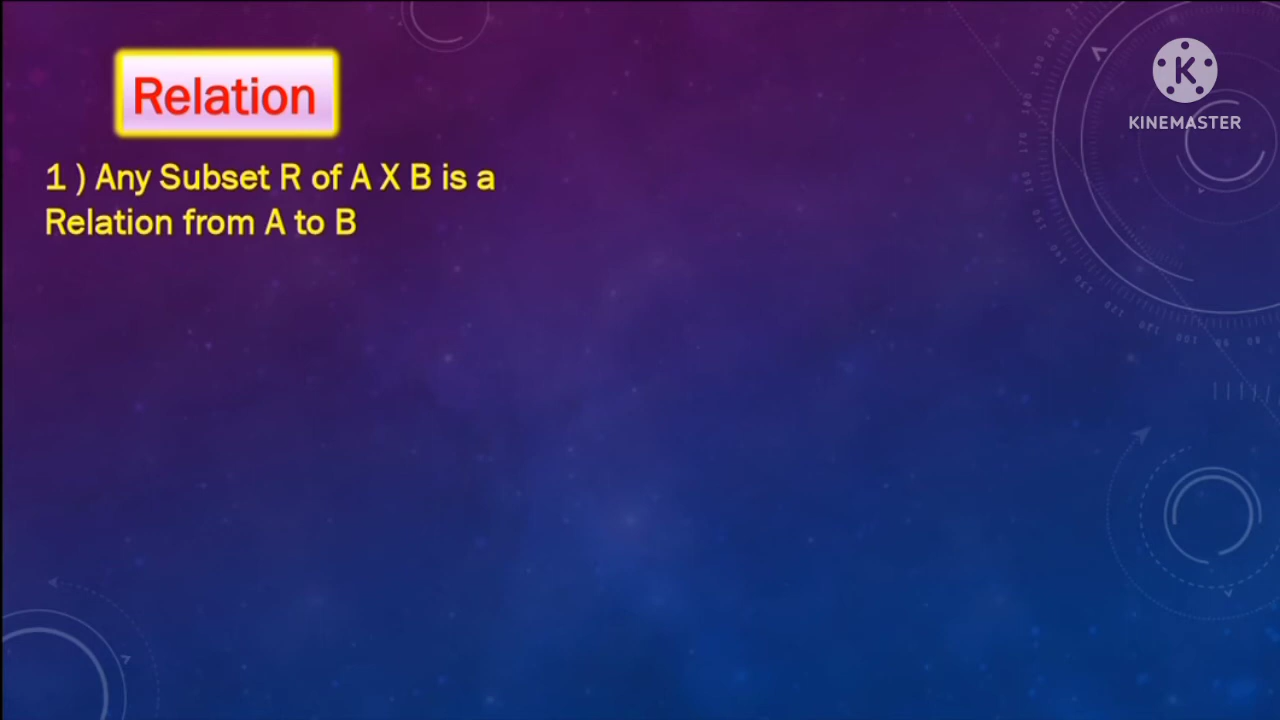 Relation
1 ) Any Subset R of A X B is a
Relation from A to B
K
KINEMASTER